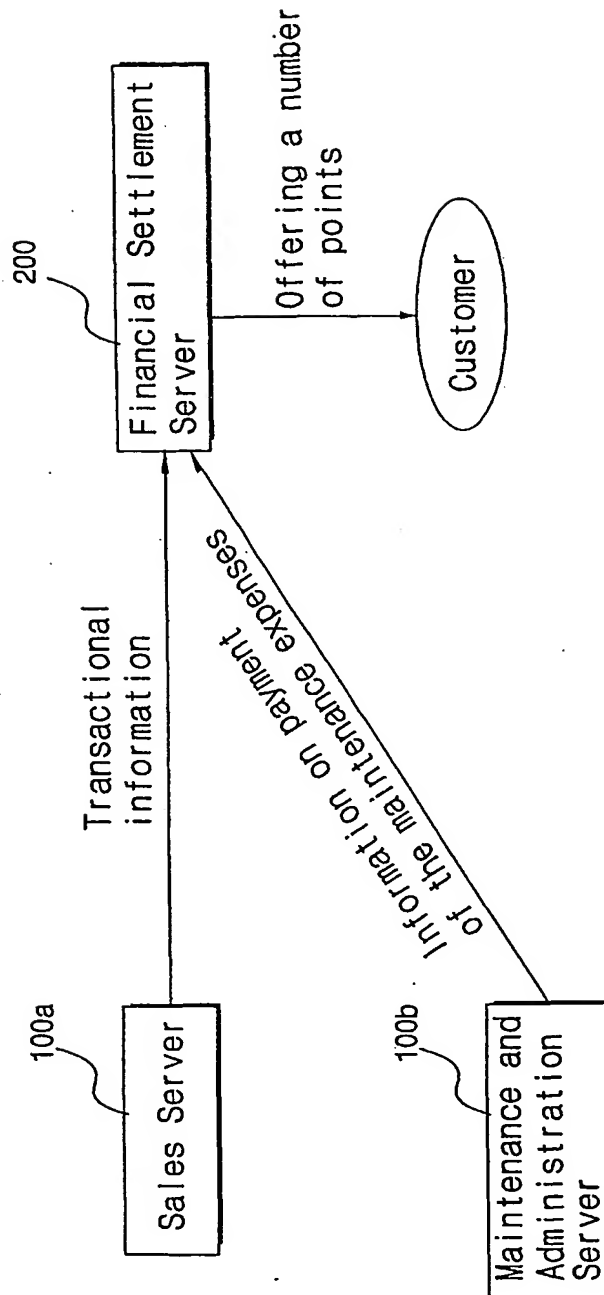 100a
Sales Server
Transactional
information
200
Financial Settlement
Server
100b
Maintenance and
Administration
Server
Information on payment
of the maintenance expenses
Offering a number
of points
Customer